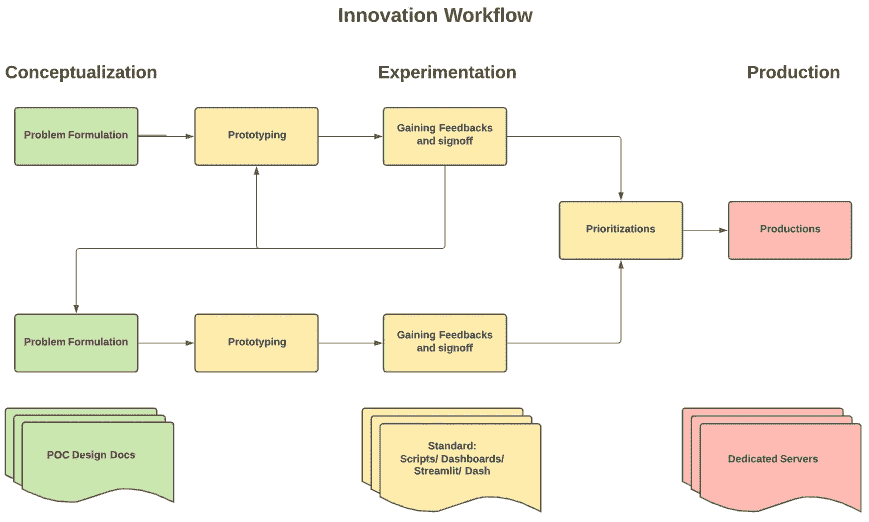 Innovation Workflow
Conceptualization
Experimentation
Production
Problem Formulation
Prototyping
Gaining Feedbacks
and signoff
Prioritizations
Productions
Problem Formulation
Prototyping
Gaining Feedbacks
and signoff
POC Design Docs
Standard:
Scripts/ Dashboards/
Streamlit/ Dash
Dedicated Servers